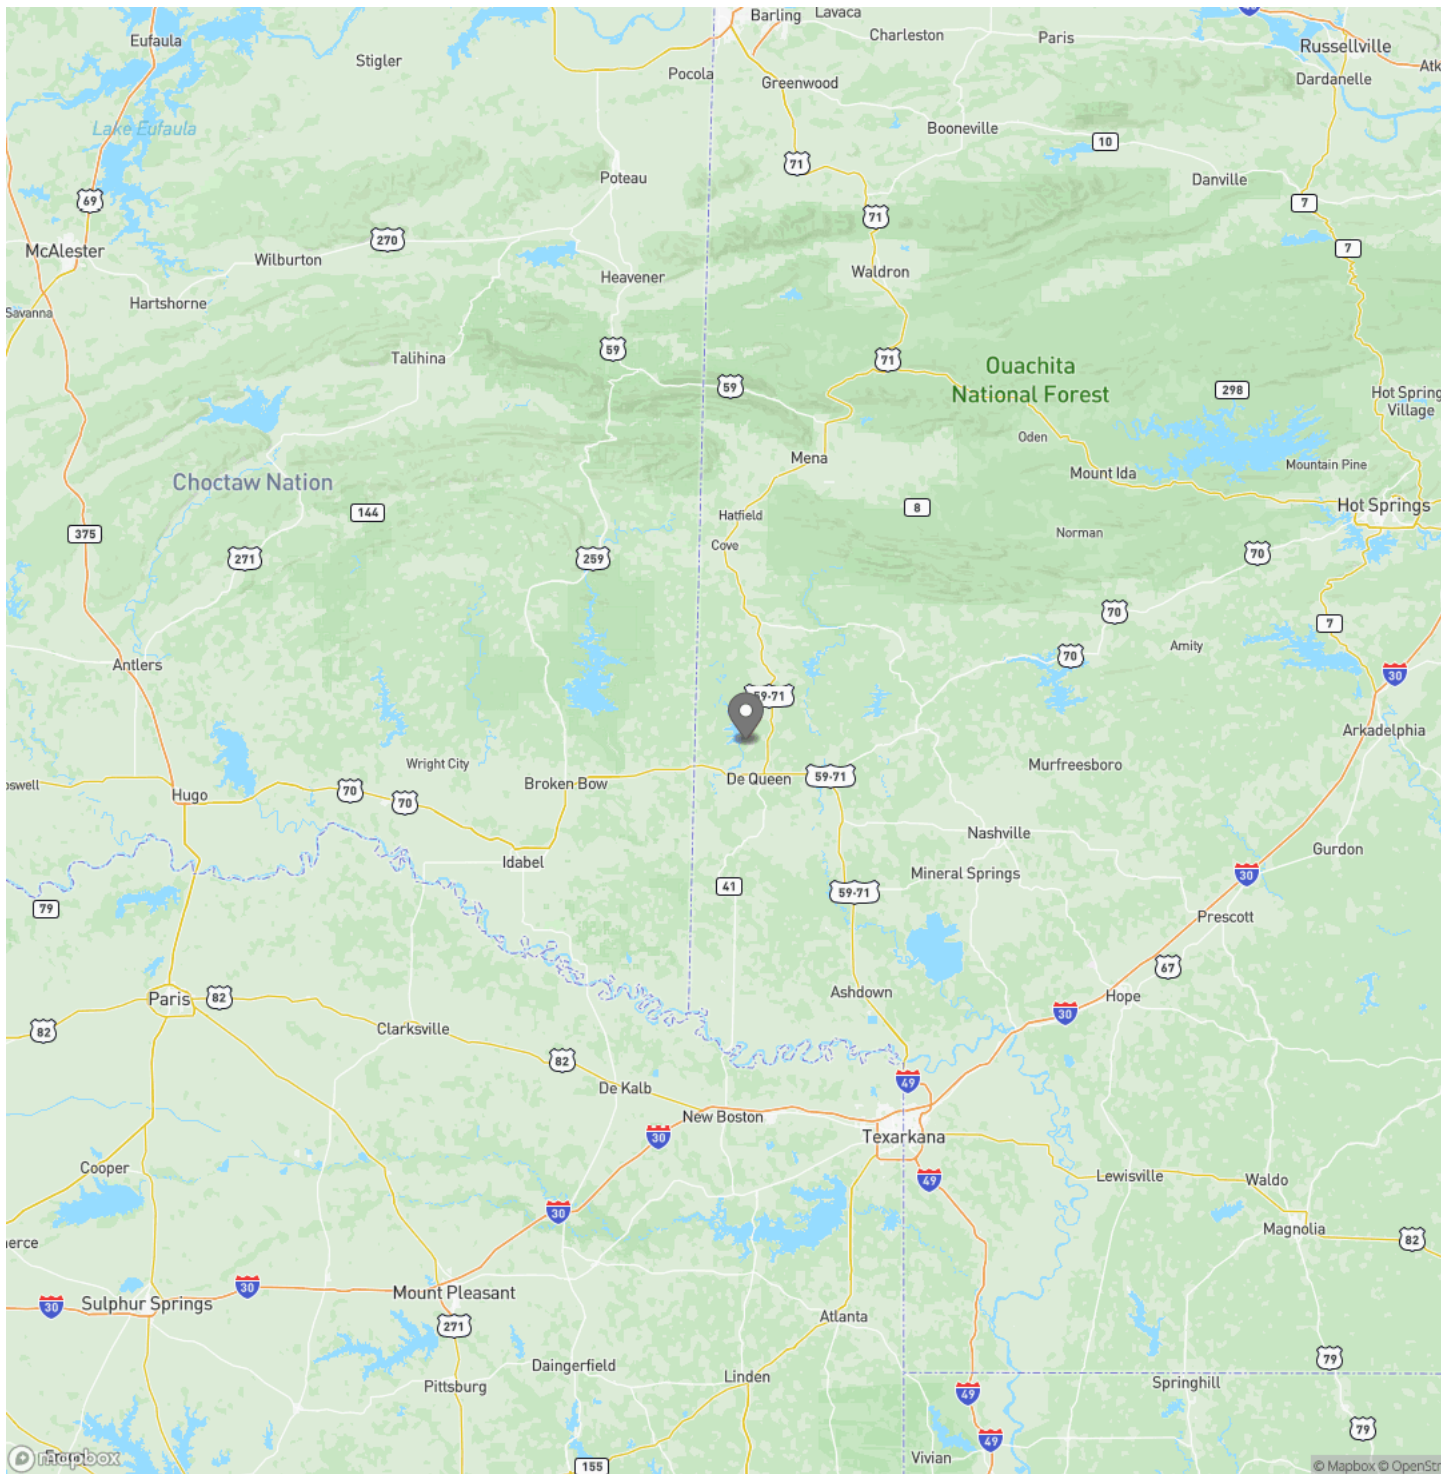 Barling
Lavaca
49
Eufaula
Charleston
Paris
Russellville
Stigler
Pocola
Greenwood
Dardanelle
Atk
Lake Eufaula
Booneville
10
71
Poteau
Danville
69
7
71
McAlester
270
7
Wilburton
Heavener
Waldron
Hartshorne
Savanna
59
Talihina
71
Ouachita
National Forest
59
298
Hot Spring
Village
Oden
Mena
Mountain Pine
Mount Ida
Choctaw Nation
Hot Springs
144
Hatfield
8
375
Norman
Cove
271
259
70
70
7
Amity
Antlers
70
30
59-71
Arkadelphia
Wright City
Murfreesboro
oswell
Broken Bow
De Queen
59-71
Hugo
70
70
Nashville
Gurdon
Idabel
Mineral Springs
30
41
59-71
79
Prescott
67
Ashdown
Hope
Paris
82
30
82
Clarksville
82
49
De Kalb
New Boston
30
Texarkana
Cooper
Lewisville
49
Waldo
30
Magnolia
82
nerce
30
Mount Pleasant
30
Sulphur Springs
Atlanta
271
79
Daingerfield
Linden
Springhill
Pittsburg
49
79
49
Vivian
mapbox
155
© Mapbox © OpenStr